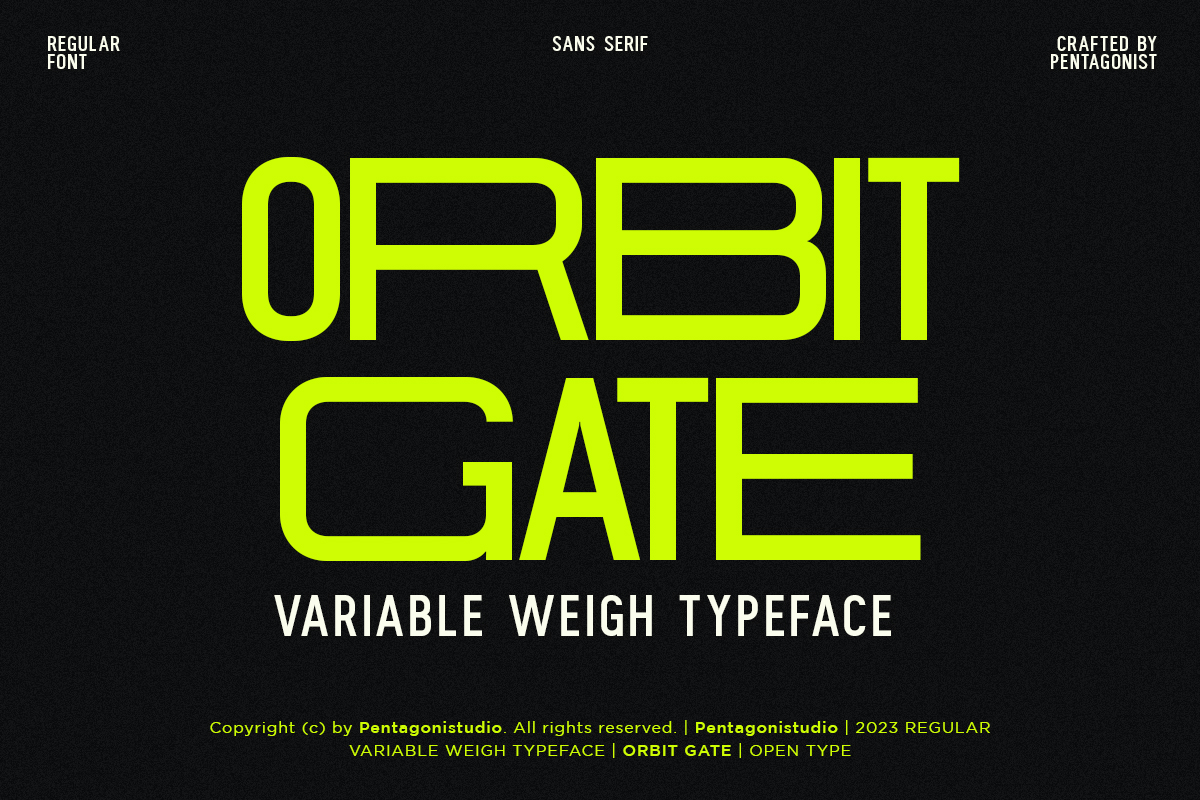 REGULAR
FONT
SANS SERIF
CRAFTED BY
PENTAGONIST
ORBIT
GATE
VARIABLE WEIGH TYPEFACE
Copyright (c) by Pentagonistudio. All rights reserved. | Pentagonistudio | 2023 REGULAR
VARIABLE WEIGH TYPEFACE | ORBIT GATE | OPEN TYPE